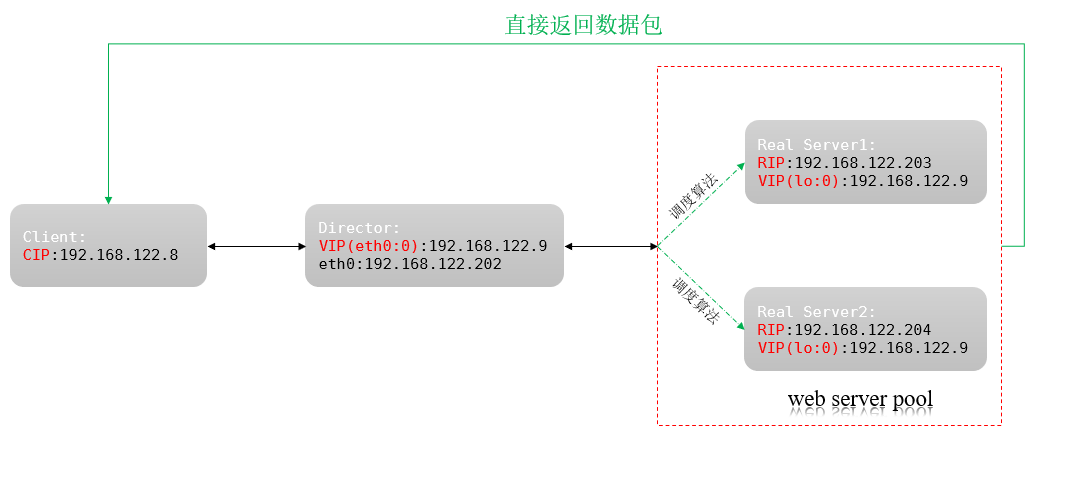 直接返回数据包
Client:
CIP:192.168.122.8
Director:
VIP(eth0:0):192.168.122.9
eth0:192.168.122.202
调度算法
调度算法
Real Server1:
RIP:192.168.122.203
VIP(lo:0):192.168.122.9
Real Server2:
RIP:192.168.122.204
VIP(lo:0):192.168.122.9
web server pool